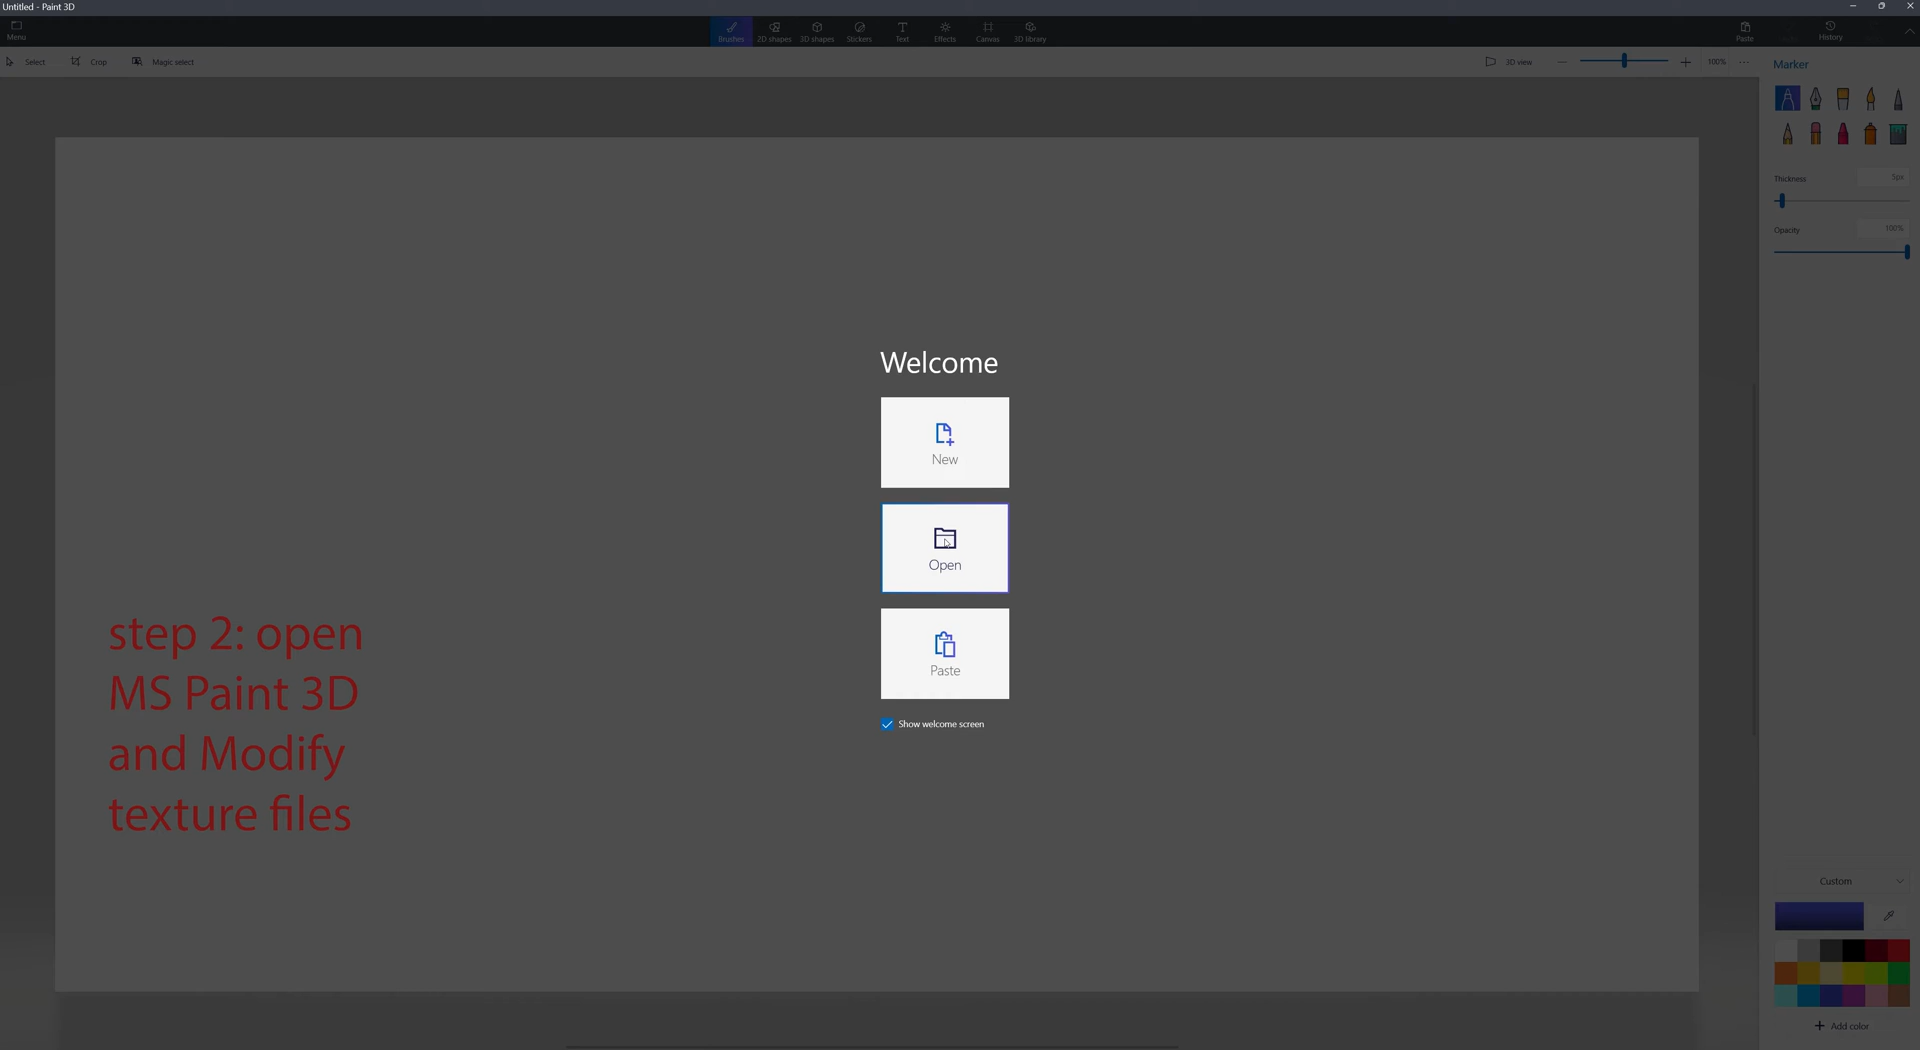 Untitled - Paint 3D
Menu
Brushes
2D shapes
3D shapes
Stickers
Text
Effects
Canvas
3D library
Paste
History
Select
Crop
Magic select
3D view
100%
Marker
Thickness
5px
Opacity
100%
Welcome
New
Open
Paste
Show welcome screen
step 2: open
MS Paint 3D
and Modify
texture files
Custom
Add color